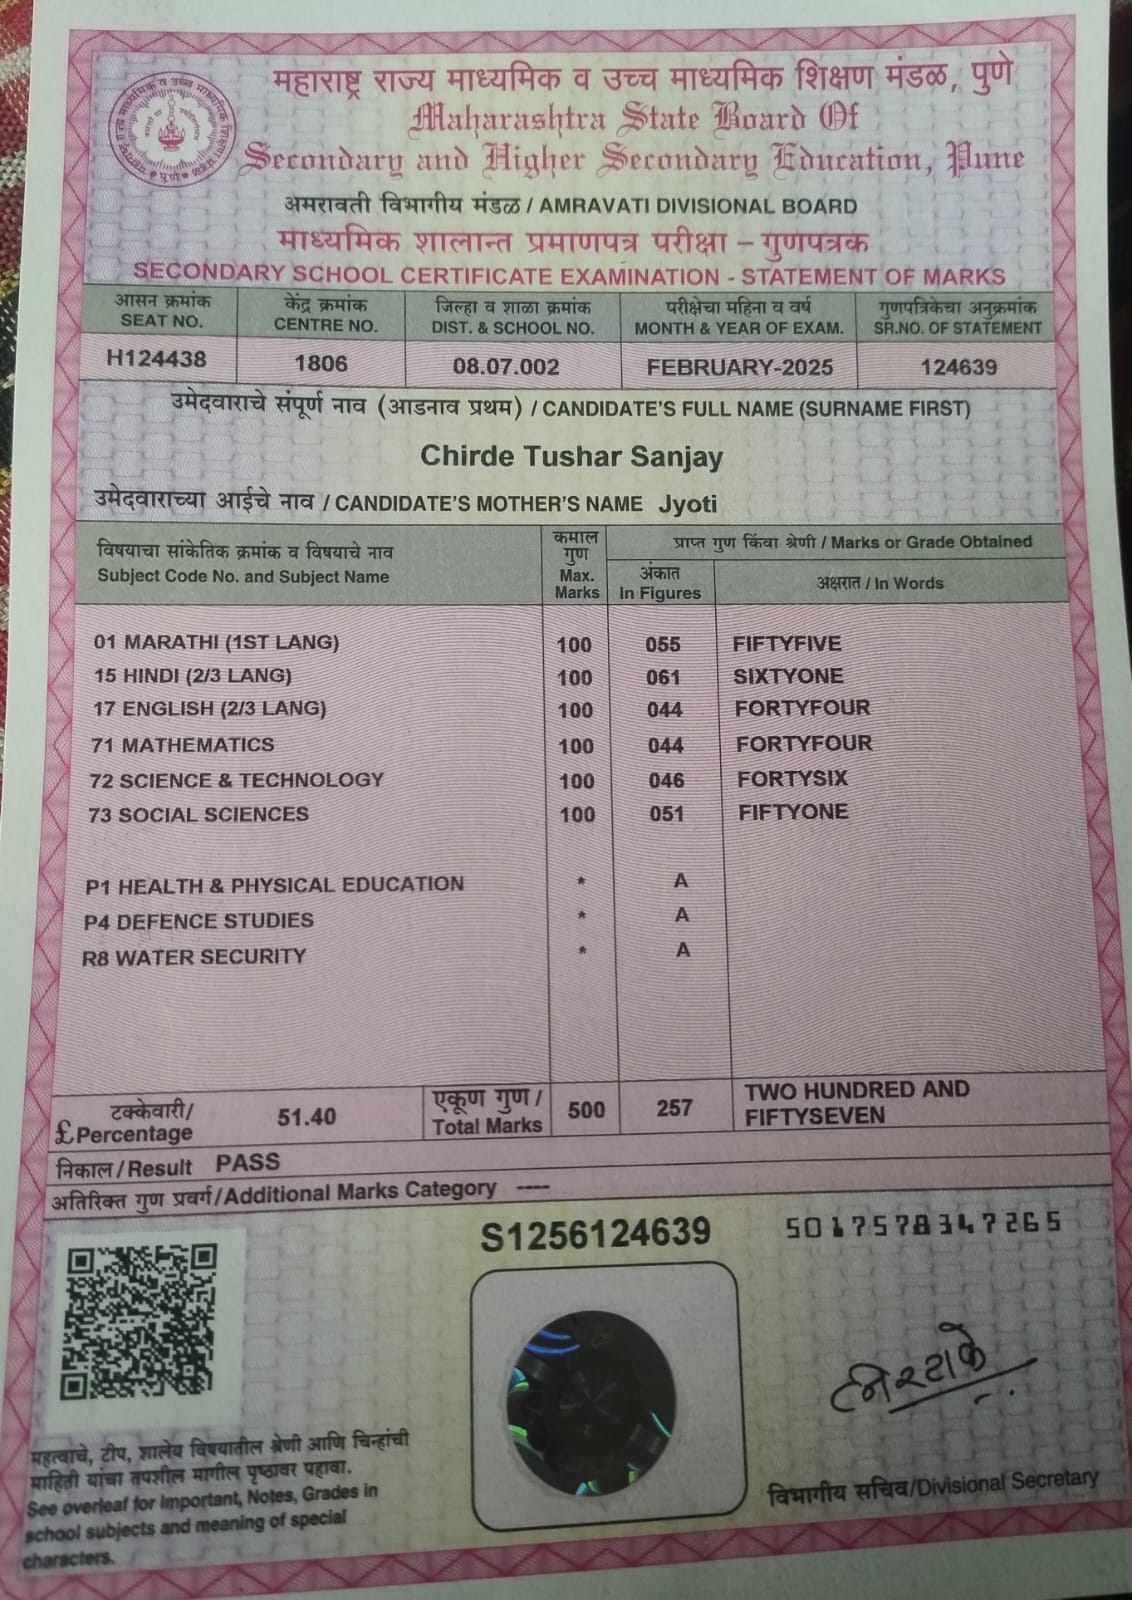 महाराष्ट्र राज्य माध्यमिक व उच्च माध्यमिक शिक्षण मंडळ, पुणे
Maharashtra State Board Of
Secondary and Higher Secondary Education, Pune
अमरावती विभागीय मंडळ / AMRAVATI DIVISIONAL BOARD
माध्यमिक शालान्त प्रमाणपत्र परीक्षा – गुणपत्रक
SECONDARY SCHOOL CERTIFICATE EXAMINATION - STATEMENT OF MARKS
आसन क्रमांक केंद्र क्रमांक जिल्हा व शाळा क्रमांक परीक्षेचा महिना व वर्ष गुणपत्रिकेचा अनुक्रमांक
SEAT NO. CENTRE NO. DIST. & SCHOOL NO. MONTH & YEAR OF EXAM. SR.NO. OF STATEMENT
H124438 1806 08.07.002 FEBRUARY-2025 124639
उमेदवाराचे संपूर्ण नाव (आडनाव प्रथम) / CANDIDATE'S FULL NAME (SURNAME FIRST)
Chirde Tushar Sanjay
उमेदवाराच्या आईचे नाव / CANDIDATE'S MOTHER'S NAME Jyoti
विषयाचा सांकेतिक क्रमांक व विषयाचे नाव
Subject Code No. and Subject Name
कमाल
गुण
Max.
Marks
प्राप्त गुण किंवा श्रेणी / Marks or Grade Obtained
अंकात
In Figures
अक्षरात / In Words
01 MARATHI (1ST LANG) 100 055 FIFTYFIVE
15 HINDI (2/3 LANG) 100 061 SIXTYONE
17 ENGLISH (2/3 LANG) 100 044 FORTYFOUR
71 MATHEMATICS 100 044 FORTYFOUR
72 SCIENCE & TECHNOLOGY 100 046 FORTYSIX
73 SOCIAL SCIENCES 100 051 FIFTYONE
P1 HEALTH & PHYSICAL EDUCATION * A
P4 DEFENCE STUDIES * A
R8 WATER SECURITY * A
टक्केवारी/
£ Percentage
51.40
एकूण गुण /
Total Marks
500 257
TWO HUNDRED AND
FIFTYSEVEN
निकाल / Result PASS
अतिरिक्त गुण प्रवर्ग/Additional Marks Category ----
S1256124639
5017578347265
महत्वाचे, टीप, शालेय विषयातील श्रेणी आणि चिन्हांची
माहिती यांचा तपशील मागील पृष्ठावर पहावा.
See overleaf for Important, Notes, Grades in
school subjects and meaning of special
characters.
विभागीय सचिव/Divisional Secretary